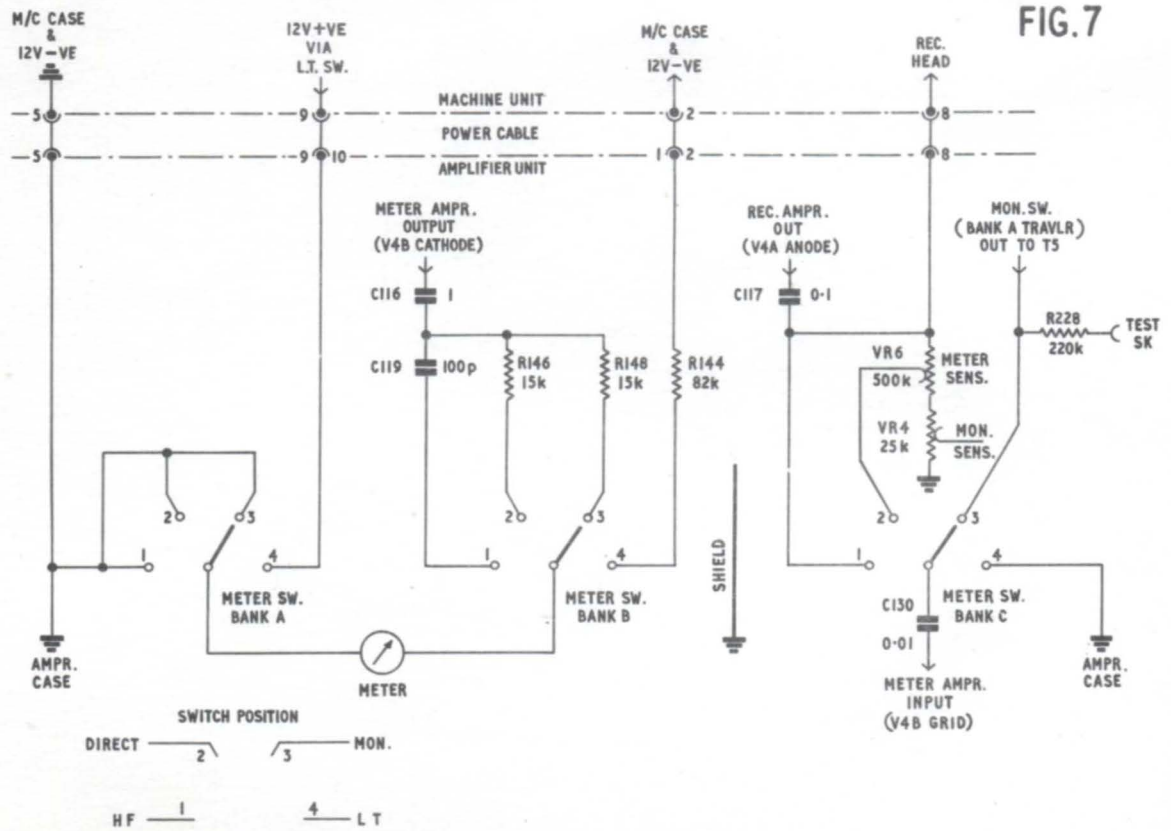 FIG.7
M/C CASE
&
12V-VE
12V+VE
VIA
L.T. SW.
M/C CASE
&
12V-VE
REC.
HEAD
5
9
MACHINE UNIT
2
8
POWER CABLE
5
9
10
AMPLIFIER UNIT
1
2
8
METER AMPR.
OUTPUT
(V4B CATHODE)
REC. AMPR.
OUT
(V4A ANODE)
MON. SW.
(BANK A TRAVLR)
OUT TO T5
C116
1
C117
0·1
C119
100p
R146
15k
R148
15k
R144
82k
VR6
500k
METER
SENS.
R228
220k
TEST
SK
VR4
25k
MON.
SENS.
1
2
3
4
METER SW.
BANK A
1
2
3
4
METER SW.
BANK B
SHIELD
1
2
3
4
METER SW.
BANK C
C130
0·01
METER AMPR.
INPUT
(V4B GRID)
AMPR.
CASE
AMPR.
CASE
METER
SWITCH POSITION
DIRECT
2
3
MON.
HF
1
4
LT